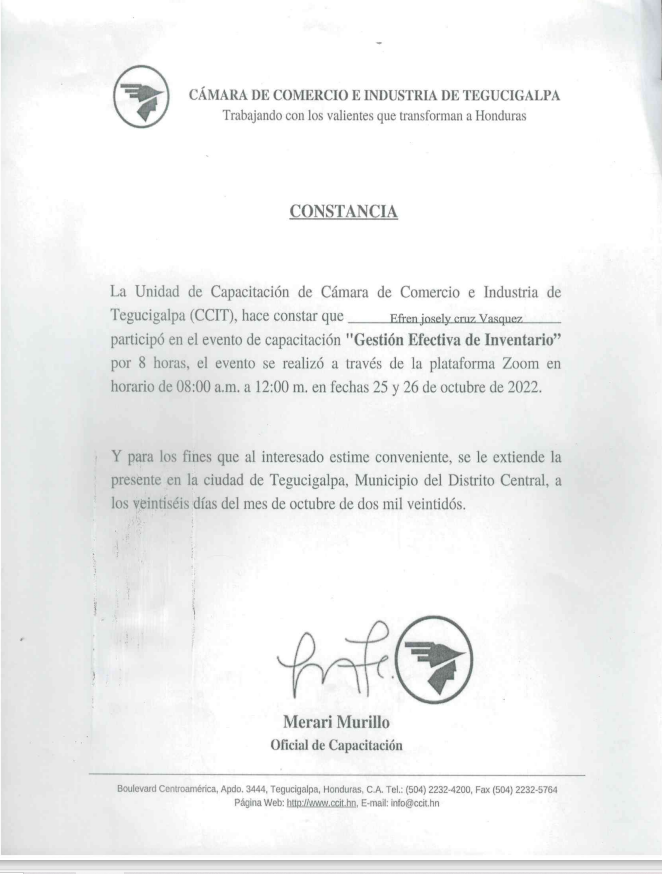 CÁMARA DE COMERCIO E INDUSTRIA DE TEGUCIGALPA
Trabajando con los valientes que transforman a Honduras
CONSTANCIA
La Unidad de Capacitación de Cámara de Comercio e Industria de
Tegucigalpa (CCIT), hace constar que Efren josely cruz Vasquez
participó en el evento de capacitación "Gestión Efectiva de Inventario”
por 8 horas, el evento se realizó a través de la plataforma Zoom en
horario de 08:00 a.m. a 12:00 m. en fechas 25 y 26 de octubre de 2022.
Y para los fines que al interesado estime conveniente, se le extiende la
presente en la ciudad de Tegucigalpa, Municipio del Distrito Central, a
los veintiséis días del mes de octubre de dos mil veintidós.
Merari Murillo
Oficial de Capacitación
Boulevard Centroamérica, Apdo. 3444, Tegucigalpa, Honduras, C.A. Tel.: (504) 2232-4200, Fax (504) 2232-5764
Página Web: http://www.ccit.hn, E-mail: info@ccit.hn